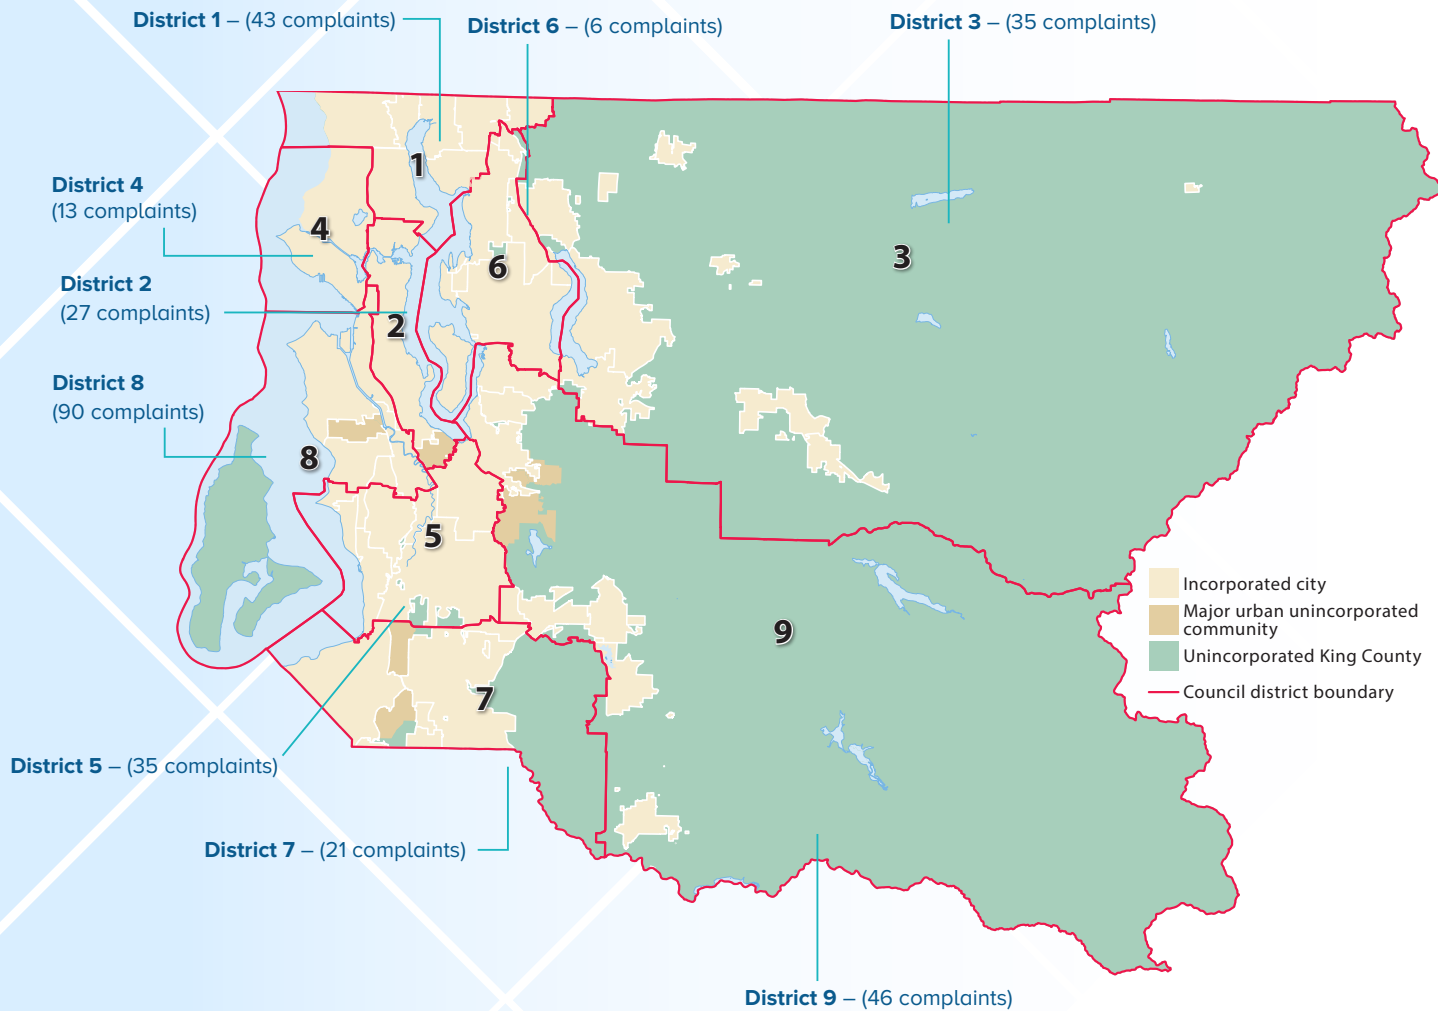 District 1 – (43 complaints)
District 6 – (6 complaints)
District 3 – (35 complaints)
District 4
(13 complaints)
District 2
(27 complaints)
District 8
(90 complaints)
1
4
6
3
2
8
5
9
7
Incorporated city
Major urban unincorporated
community
Unincorporated King County
Council district boundary
District 5 – (35 complaints)
District 7 – (21 complaints)
District 9 – (46 complaints)